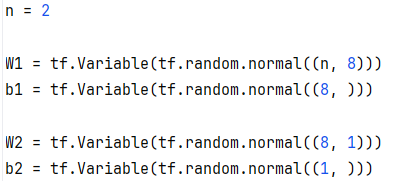 n = 2
W1 = tf.Variable(tf.random.normal((n, 8)))
b1 = tf.Variable(tf.random.normal((8, )))
W2 = tf.Variable(tf.random.normal((8, 1)))
b2 = tf.Variable(tf.random.normal((1, )))